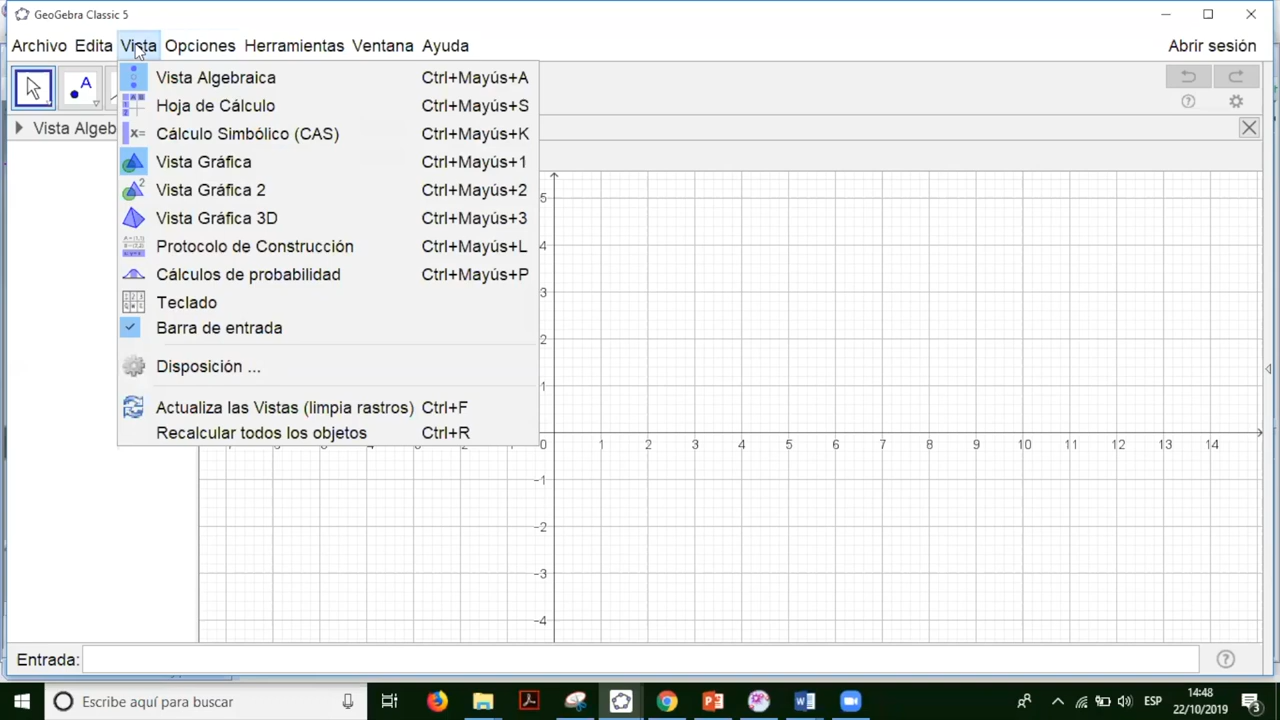 GeoGebra Classic 5
Archivo Edita Vista Opciones Herramientas Ventana Ayuda Abrir sesión
A
Vista Algeb
Vista Algebraica Ctrl+Mayús+A
Hoja de Cálculo Ctrl+Mayús+S
x= Cálculo Simbólico (CAS) Ctrl+Mayús+K
Vista Gráfica Ctrl+Mayús+1
2 Vista Gráfica 2 Ctrl+Mayús+2
Vista Gráfica 3D Ctrl+Mayús+3
Protocolo de Construcción Ctrl+Mayús+L
Cálculos de probabilidad Ctrl+Mayús+P
Teclado
Barra de entrada
Disposición ...
Actualiza las Vistas (limpia rastros) Ctrl+F
Recalcular todos los objetos Ctrl+R
5
4
3
2
1
0 1 2 3 4 5 6 7 8 9 10 11 12 13 14
-1
-2
-3
-4
Entrada:
Escribe aquí para buscar
ESP
14:48
22/10/2019
3